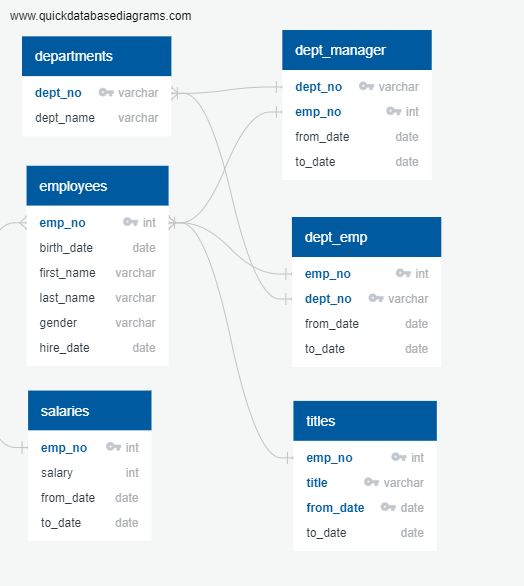 www.quickdatabasediagrams.com
departments
dept_no varchar
dept_name varchar
dept_manager
dept_no varchar
emp_no int
from_date date
to_date date
employees
emp_no int
birth_date date
first_name varchar
last_name varchar
gender varchar
hire_date date
dept_emp
emp_no int
dept_no varchar
from_date date
to_date date
salaries
emp_no int
salary int
from_date date
to_date date
titles
emp_no int
title varchar
from_date date
to_date date